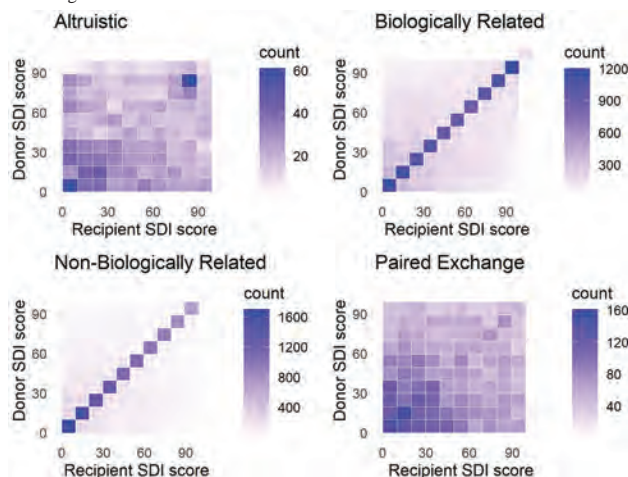 Altruistic
count
60
40
20
Donor SDI score
90
60
30
0
0 30 60 90
Recipient SDI score
Biologically Related
count
1200
900
600
300
Donor SDI score
90
60
30
0
0 30 60 90
Recipient SDI score
Non-Biologically Related
count
1600
1200
800
400
Donor SDI score
90
60
30
0
0 30 60 90
Recipient SDI score
Paired Exchange
count
160
120
80
40
Donor SDI score
90
60
30
0
0 30 60 90
Recipient SDI score